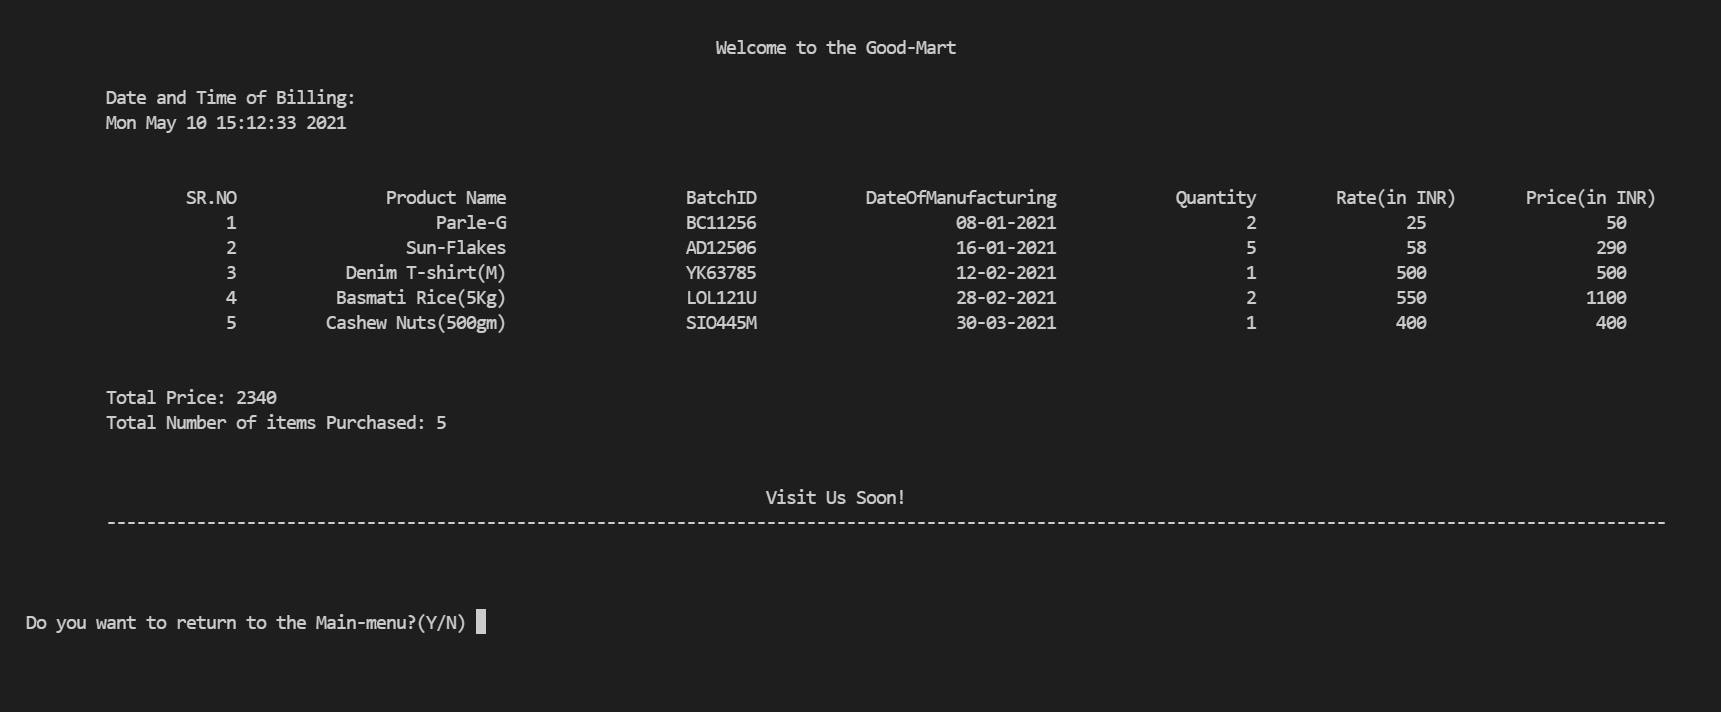 Welcome to the Good-Mart
Date and Time of Billing:
Mon May 10 15:12:33 2021
SR.NO Product Name BatchID DateOfManufacturing Quantity Rate(in INR) Price(in INR)
1 Parle-G BC11256 08-01-2021 2 25 50
2 Sun-Flakes AD12506 16-01-2021 5 58 290
3 Denim T-shirt(M) YK63785 12-02-2021 1 500 500
4 Basmati Rice(5Kg) LOL121U 28-02-2021 2 550 1100
5 Cashew Nuts(500gm) SIO445M 30-03-2021 1 400 400
Total Price: 2340
Total Number of items Purchased: 5
Visit Us Soon!
------------------------------------------------------------------------------------------------------------------------------------------------------------
Do you want to return to the Main-menu?(Y/N)